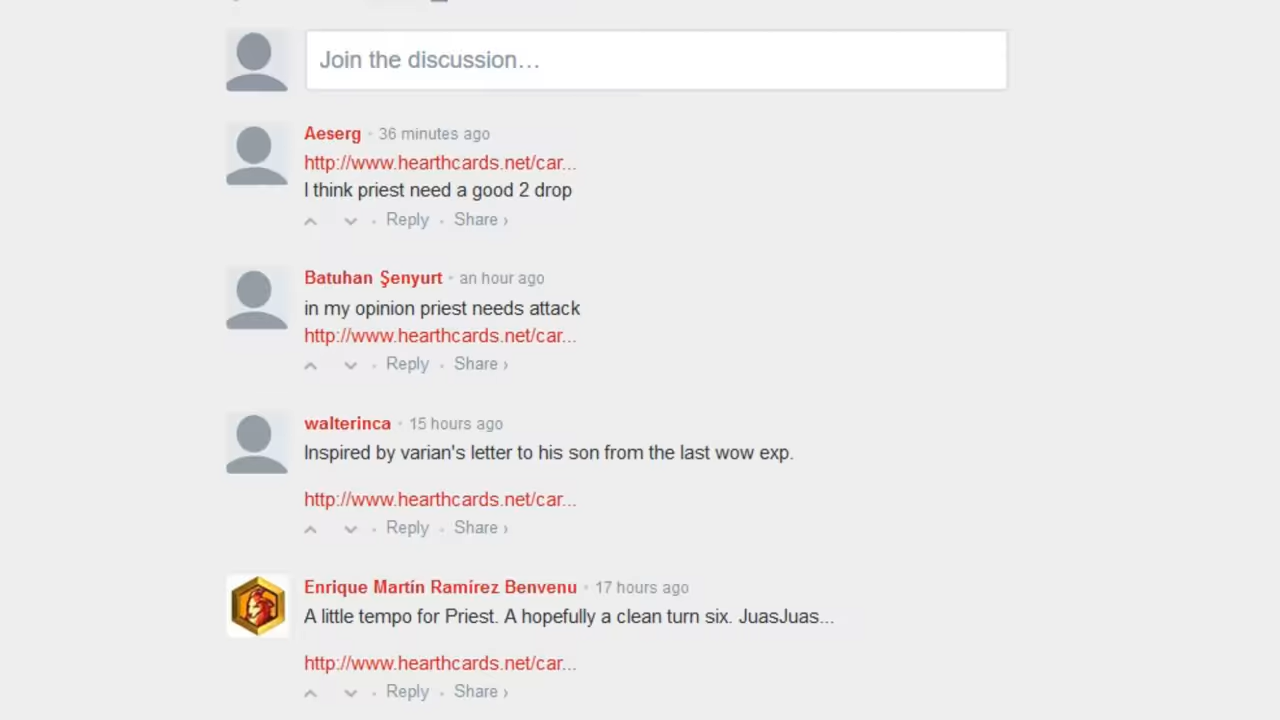 Join the discussion…
Aeserg • 36 minutes ago
http://www.hearthcards.net/car...
I think priest need a good 2 drop
• Reply • Share ›
Batuhan Şenyurt • an hour ago
in my opinion priest needs attack
http://www.hearthcards.net/car...
• Reply • Share ›
walterinca • 15 hours ago
Inspired by varian's letter to his son from the last wow exp.
http://www.hearthcards.net/car...
• Reply • Share ›
Enrique Martín Ramírez Benvenu • 17 hours ago
A little tempo for Priest. A hopefully a clean turn six. JuasJuas...
http://www.hearthcards.net/car...
• Reply • Share ›